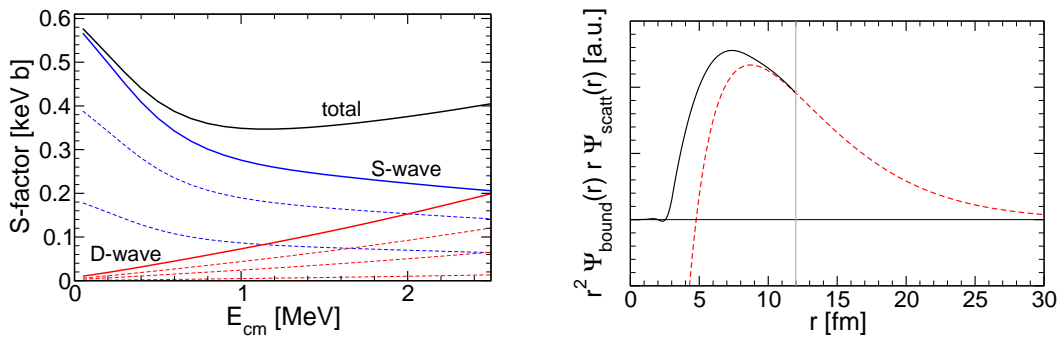 S-factor [keV b]
0.6
0.5
0.4
0.3
0.2
0.1
0
total
S-wave
D-wave
0 1 2
E_cm [MeV]
r^2 Ψ_bound(r) r Ψ_scatt(r) [a.u.]
0 5 10 15 20 25 30
r [fm]